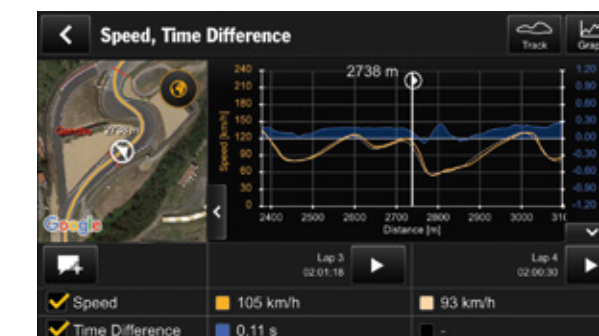 Speed, Time Difference
Track
Grap
2738 m
240
210
180
150
120
90
60
30
0
Speed [km/h]
1.20
0.90
0.60
0.30
0.00
-0.30
-0.60
-0.90
-1.20
2400 2500 2600 2700 2800 2900 3000 310
Distance [m]
2738 m
Google
Lap 3
02:01:18
Lap 4
02:00:30
Speed
105 km/h
93 km/h
Time Difference
0,11 s
-